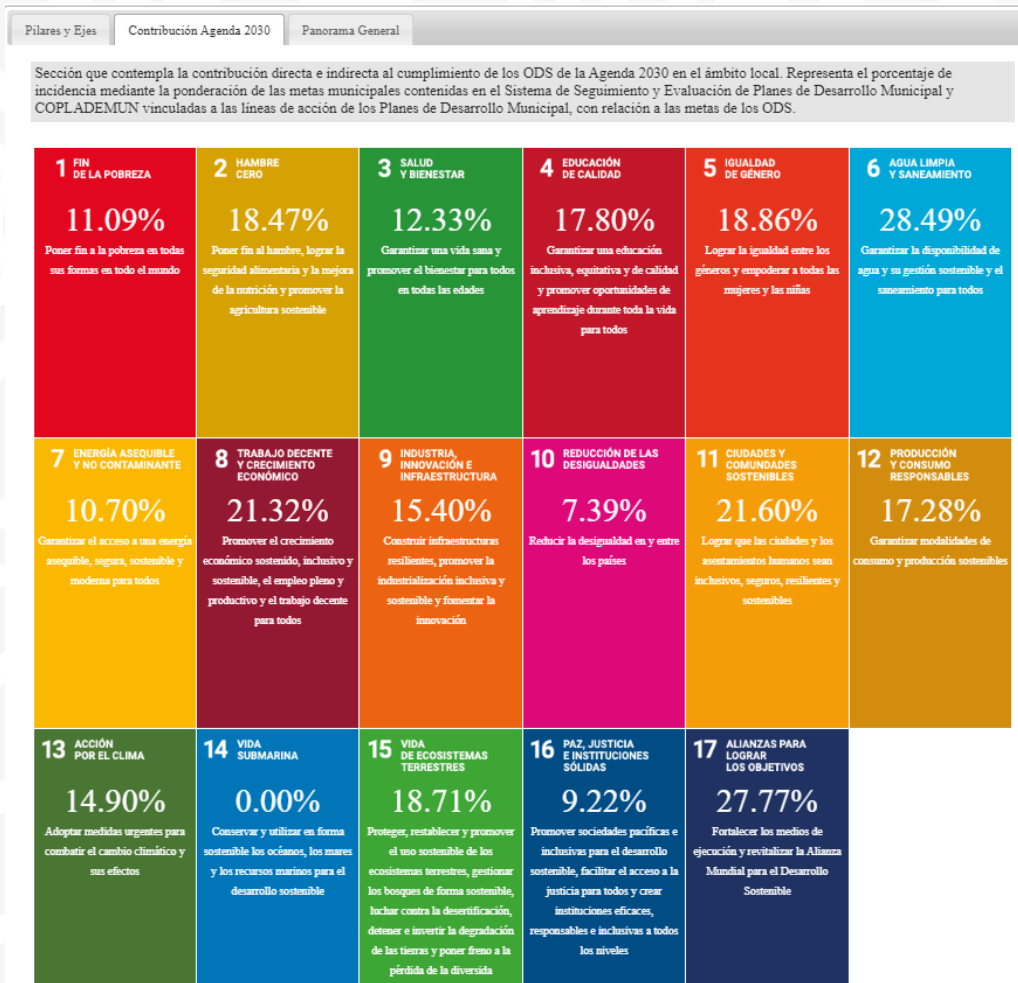 Pilares y Ejes
Contribución Agenda 2030
Panorama General
Sección que contempla la contribución directa e indirecta al cumplimiento de los ODS de la Agenda 2030 en el ámbito local. Representa el porcentaje de
incidencia mediante la ponderación de las metas municipales contenidas en el Sistema de Seguimiento y Evaluación de Planes de Desarrollo Municipal y
COPLADEMUN vinculadas a las líneas de acción de los Planes de Desarrollo Municipal, con relación a las metas de los ODS.
1 FIN
DE LA POBREZA
11.09%
Poner fin a la pobreza en todas
sus formas en todo el mundo
2 HAMBRE
CERO
18.47%
Poner fin al hambre, lograr la
seguridad alimentaria y la mejora
de la nutrición y promover la
agricultura sostenible
3 SALUD
Y BIENESTAR
12.33%
Garantizar una vida sana y
promover el bienestar para todos
en todas las edades
4 EDUCACIÓN
DE CALIDAD
17.80%
Garantizar una educación
inclusiva, equitativa y de calidad
y promover oportunidades de
aprendizaje durante toda la vida
para todos
5 IGUALDAD
DE GÉNERO
18.86%
Lograr la igualdad entre los
géneros y empoderar a todas las
mujeres y las niñas
6 AGUA LIMPIA
Y SANEAMIENTO
28.49%
Garantizar la disponibilidad de
agua y su gestión sostenible y el
saneamiento para todos
7 ENERGÍA ASEQUIBLE
Y NO CONTAMINANTE
10.70%
Garantizar el acceso a una energía
asequible, segura, sostenible y
moderna para todos
8 TRABAJO DECENTE
Y CRECIMIENTO
ECONÓMICO
21.32%
Promover el crecimiento
económico sostenido, inclusivo y
sostenible, el empleo pleno y
productivo y el trabajo decente
para todos
9 INDUSTRIA,
INNOVACIÓN E
INFRAESTRUCTURA
15.40%
Construir infraestructuras
resilientes, promover la
industrialización inclusiva y
sostenible y fomentar la
innovación
10 REDUCCIÓN DE LAS
DESIGUALDADES
7.39%
Reducir la desigualdad en y entre
los países
11 CIUDADES Y
COMUNDADES
SOSTENIBLES
21.60%
Lograr que las ciudades y los
asentamientos humanos sean
inclusivos, seguros, resilientes y
sostenibles
12 PRODUCCIÓN
Y CONSUMO
RESPONSABLES
17.28%
Garantizar modalidades de
consumo y producción sostenibles
13 ACCIÓN
POR EL CLIMA
14.90%
Adoptar medidas urgentes para
combatir el cambio climático y
sus efectos
14 VIDA
SUBMARINA
0.00%
Conservar y utilizar en forma
sostenible los océanos, los mares
y los recursos marinos para el
desarrollo sostenible
15 VIDA
DE ECOSISTEMAS
TERRESTRES
18.71%
Proteger, restablecer y promover
el uso sostenible de los
ecosistemas terrestres, gestionar
los bosques de forma sostenible,
luchar contra la desertificación,
detener e invertir la degradación
de las tierras y poner freno a la
pérdida de la diversida
16 PAZ, JUSTICIA
E INSTITUCIONES
SÓLIDAS
9.22%
Promover sociedades pacíficas e
inclusivas para el desarrollo
sostenible, facilitar el acceso a la
justicia para todos y crear
instituciones eficaces,
responsables e inclusivas a todos
los niveles
17 ALIANZAS PARA
LOGRAR
LOS OBJETIVOS
27.77%
Fortalecer los medios de
ejecución y revitalizar la Alianza
Mundial para el Desarrollo
Sostenible